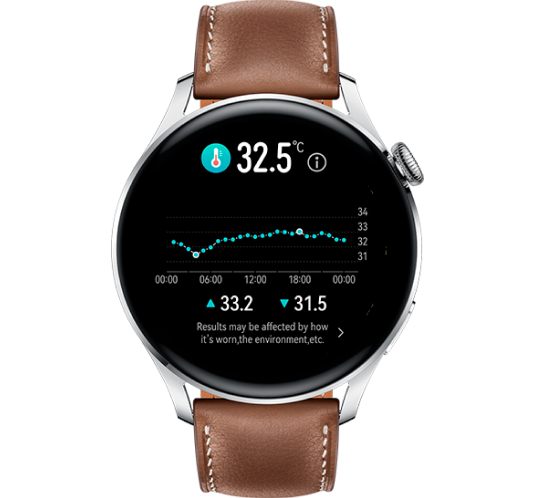 32.5°C
34
33
32
31
00:00 06:00 12:00 18:00 00:00
▲ 33.2 ▼ 31.5
Results may be affected by how
it's worn,the environment,etc.